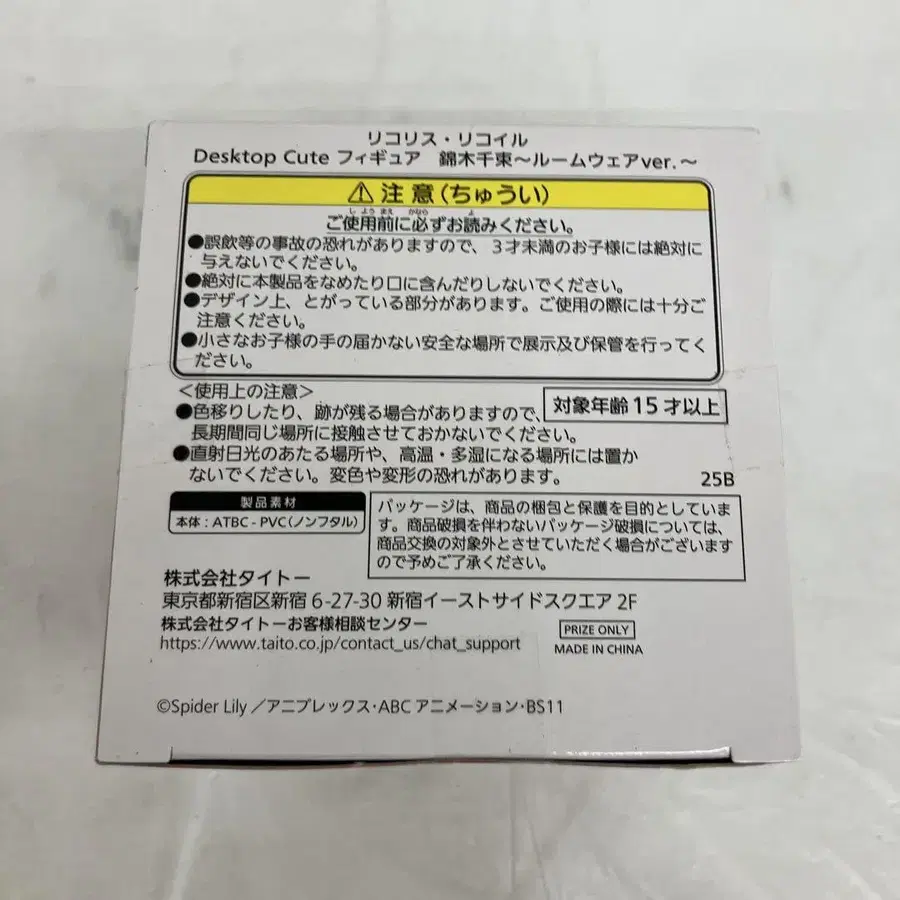 リコリス・リコイル
Desktop Cute フィギュア 錦木千束～ルームウェアver.～
⚠注意(ちゅうい)
ご使用前に必ずお読みください。
●誤飲等の事故の恐れがありますので、３才未満のお子様には絶対に
与えないでください。
●絶対に本製品をなめたり口に含んだりしないでください。
●デザイン上、とがっている部分があります。ご使用の際には十分ご
注意ください。
●小さなお子様の手の届かない安全な場所で展示及び保管を行ってく
ださい。
＜使用上の注意＞
●色移りしたり、跡が残る場合がありますので、
長期間同じ場所に接触させておかないでください。
対象年齢15才以上
●直射日光のあたる場所や、高温・多湿になる場所には置か
ないでください。変色や変形の恐れがあります。
25B
製品素材
本体：ATBC-PVC(ノンフタル)
パッケージは、商品の梱包と保護を目的としていま
す。商品破損を伴わないパッケージ破損については、
商品交換の対象外とさせていただく場合がございます
ので予めご了承ください。
株式会社タイトー
東京都新宿区新宿 6-27-30 新宿イーストサイドスクエア 2F
株式会社タイトーお客様相談センター
https://www.taito.co.jp/contact_us/chat_support
PRIZE ONLY
MADE IN CHINA
©Spider Lily／アニプレックス・ABC アニメーション・BS11